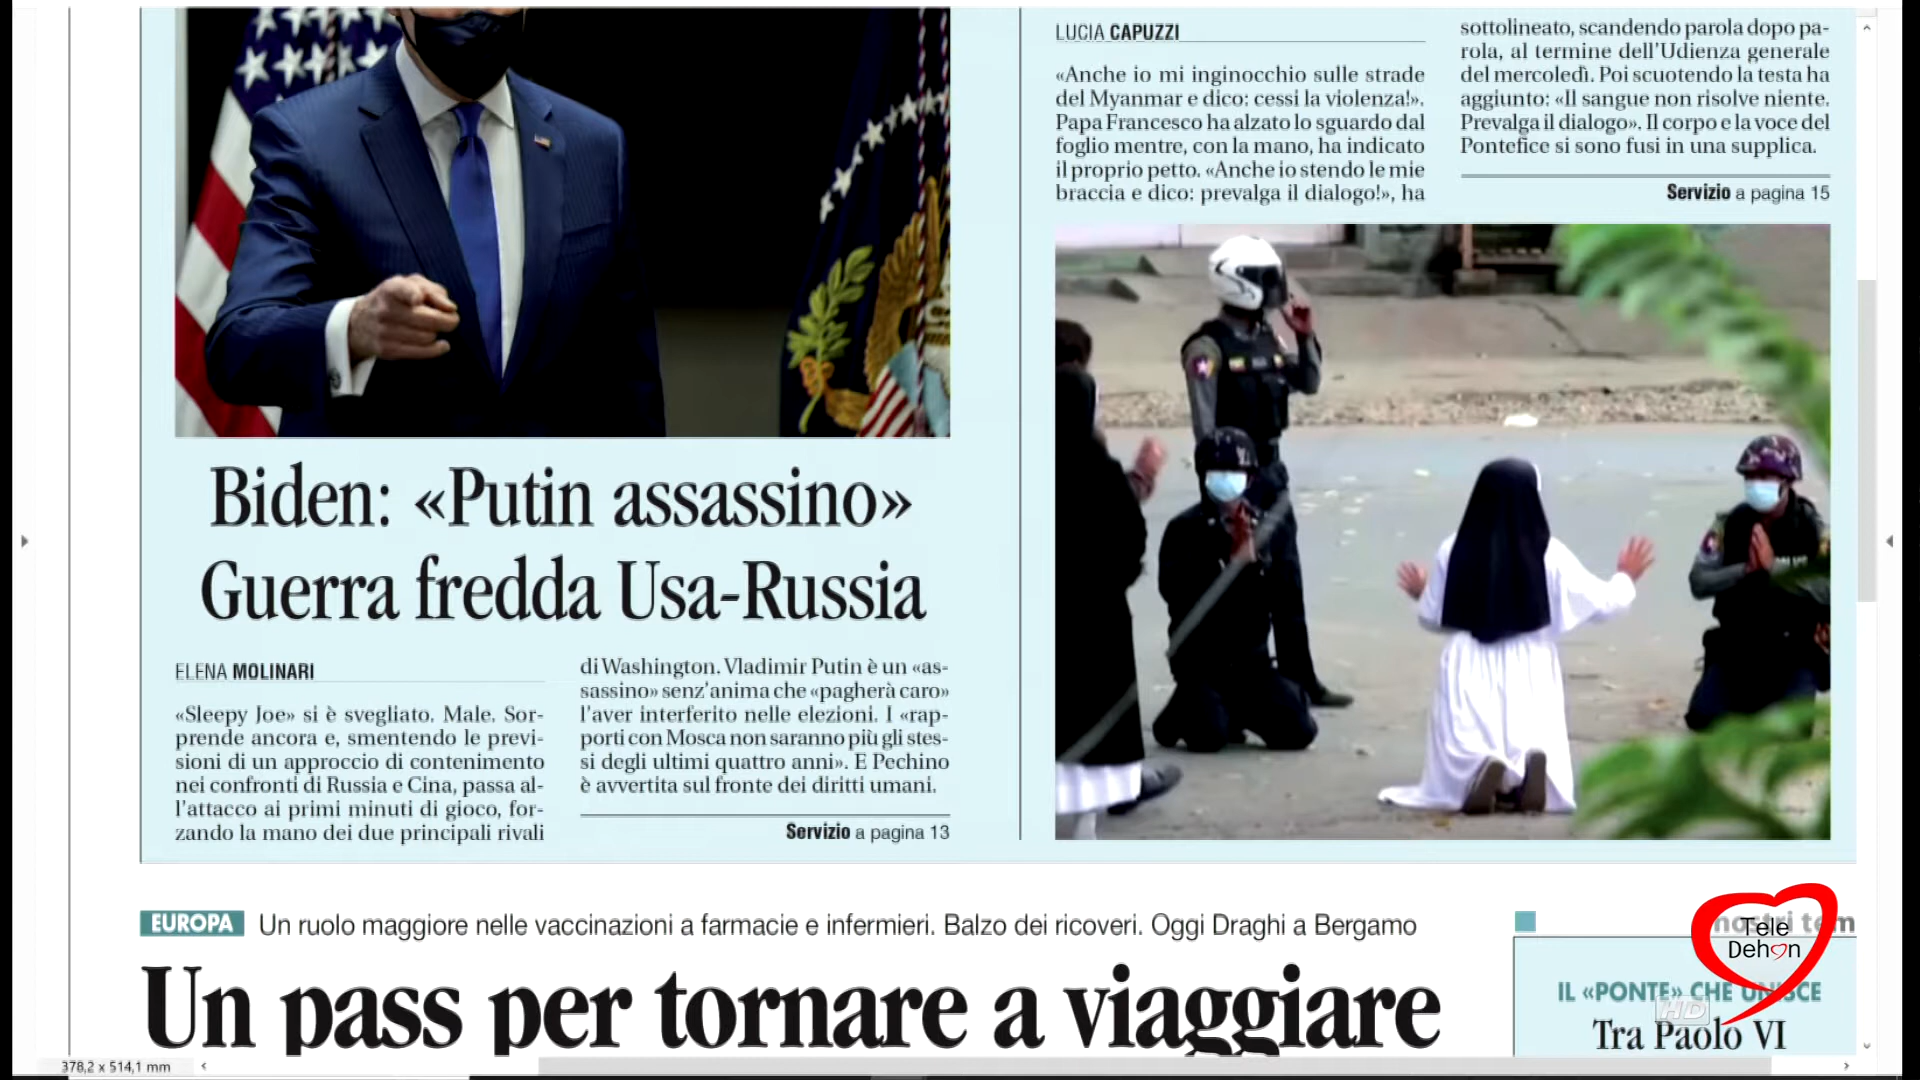 LUCIA CAPUZZI
«Anche io mi inginocchio sulle strade
del Myanmar e dico: cessi la violenza!».
Papa Francesco ha alzato lo sguardo dal
foglio mentre, con la mano, ha indicato
il proprio petto. «Anche io stendo le mie
braccia e dico: prevalga il dialogo!», ha
sottolineato, scandendo parola dopo pa-
rola, al termine dell'Udienza generale
del mercoledì. Poi scuotendo la testa ha
aggiunto: «Il sangue non risolve niente.
Prevalga il dialogo». Il corpo e la voce del
Pontefice si sono fusi in una supplica.
Servizio a pagina 15
Biden: «Putin assassino»
Guerra fredda Usa-Russia
ELENA MOLINARI
«Sleepy Joe» si è svegliato. Male. Sor-
prende ancora e, smentendo le previ-
sioni di un approccio di contenimento
nei confronti di Russia e Cina, passa al-
l'attacco ai primi minuti di gioco, for-
zando la mano dei due principali rivali
di Washington. Vladimir Putin è un «as-
sassino» senz'anima che «pagherà caro»
l'aver interferito nelle elezioni. I «rap-
porti con Mosca non saranno più gli stes-
si degli ultimi quattro anni». E Pechino
è avvertita sul fronte dei diritti umani.
Servizio a pagina 13
EUROPA Un ruolo maggiore nelle vaccinazioni a farmacie e infermieri. Balzo dei ricoveri. Oggi Draghi a Bergamo
Un pass per tornare a viaggiare
nostri tem
Tele
Dehon
IL «PONTE» CHE UNISCE
HD
Tra Paolo VI
378,2 x 514,1 mm